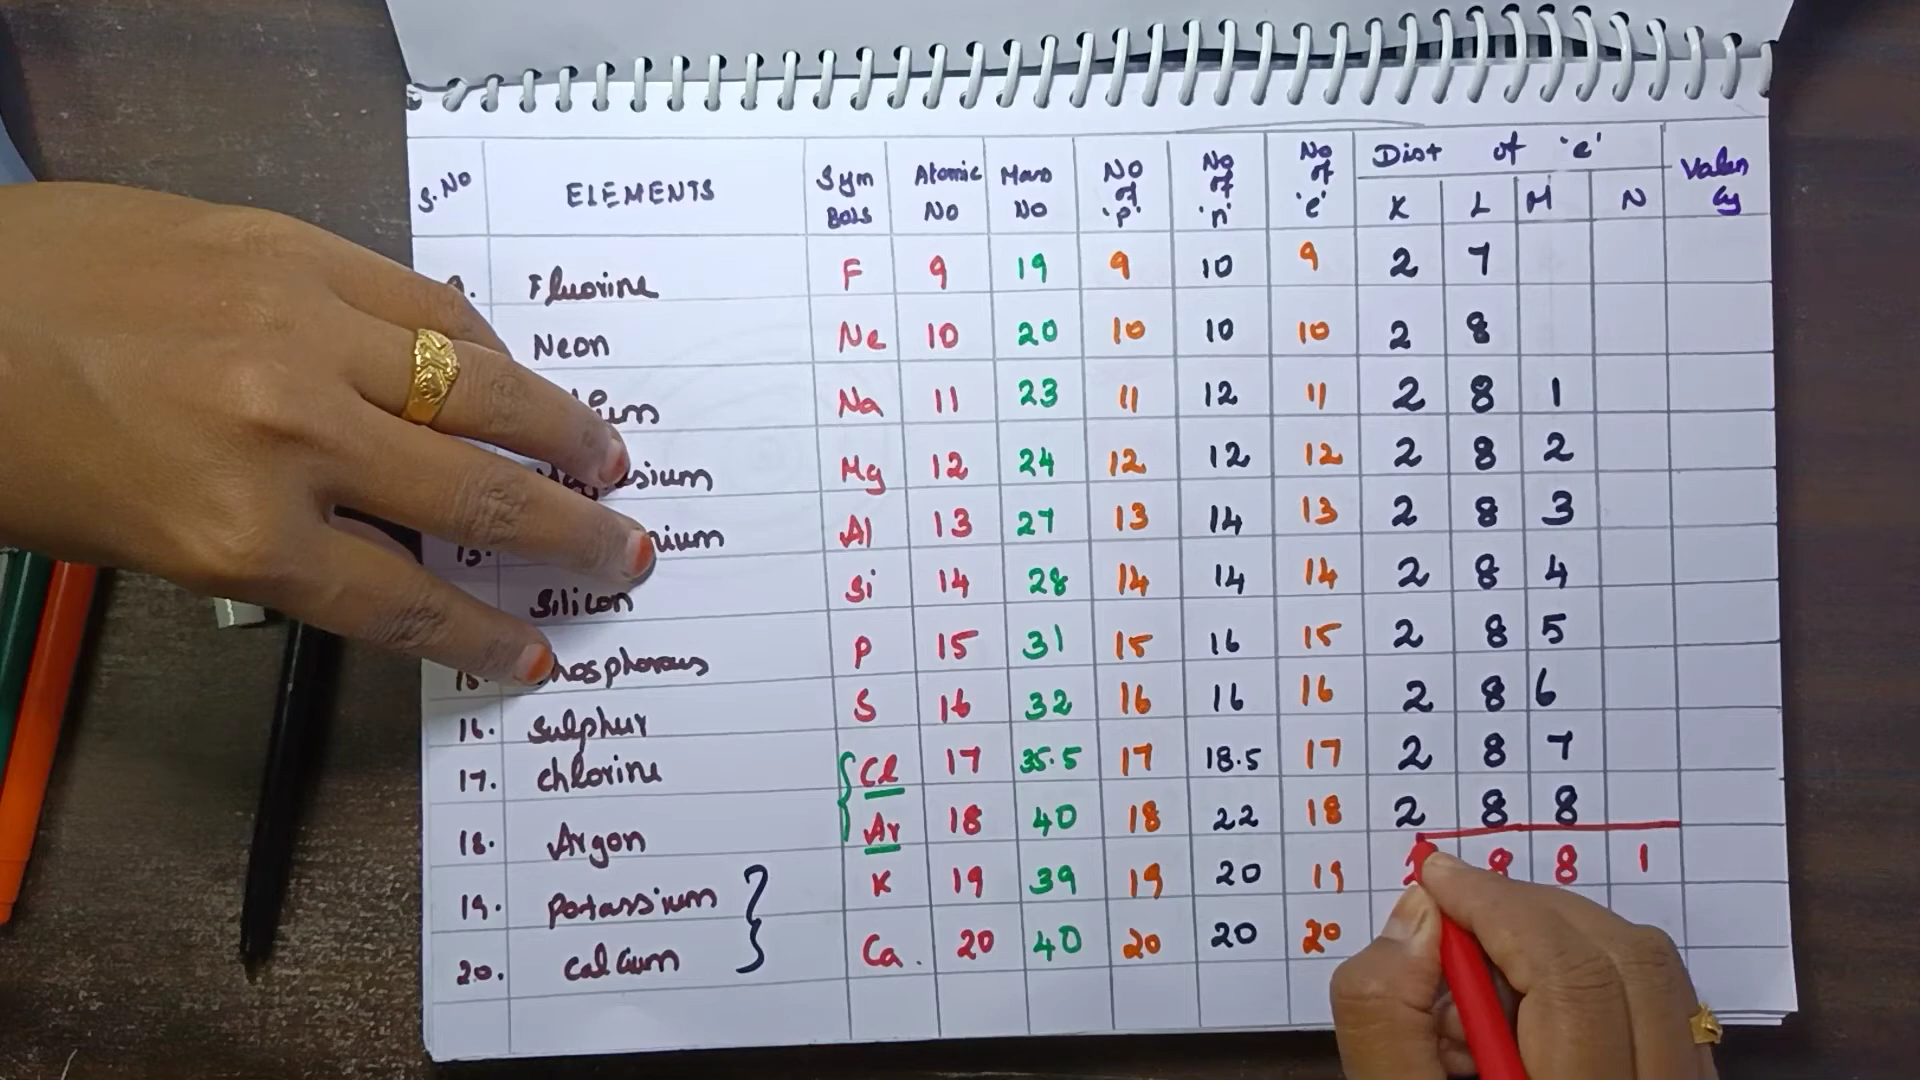 S.NO ELEMENTS Sym Bols Atomic No Mass No No of 'p' No of 'n' No of 'e' Dist of 'e' Valen cy
K L M N
Fluorine F 9 19 9 10 9 2 7
Neon Ne 10 20 10 10 10 2 8
Na 11 23 11 12 11 2 8 1
Mg 12 24 12 12 12 2 8 2
Al 13 27 13 14 13 2 8 3
Silicon Si 14 28 14 14 14 2 8 4
P 15 31 15 16 15 2 8 5
16. Sulphur S 16 32 16 16 16 2 8 6
17. chlorine Cl 17 35.5 17 18.5 17 2 8 7
18. Argon Ar 18 40 18 22 18 2 8 8
19. potassium K 19 39 19 20 19 2 8 8 1
20. calcium Ca. 20 40 20 20 20